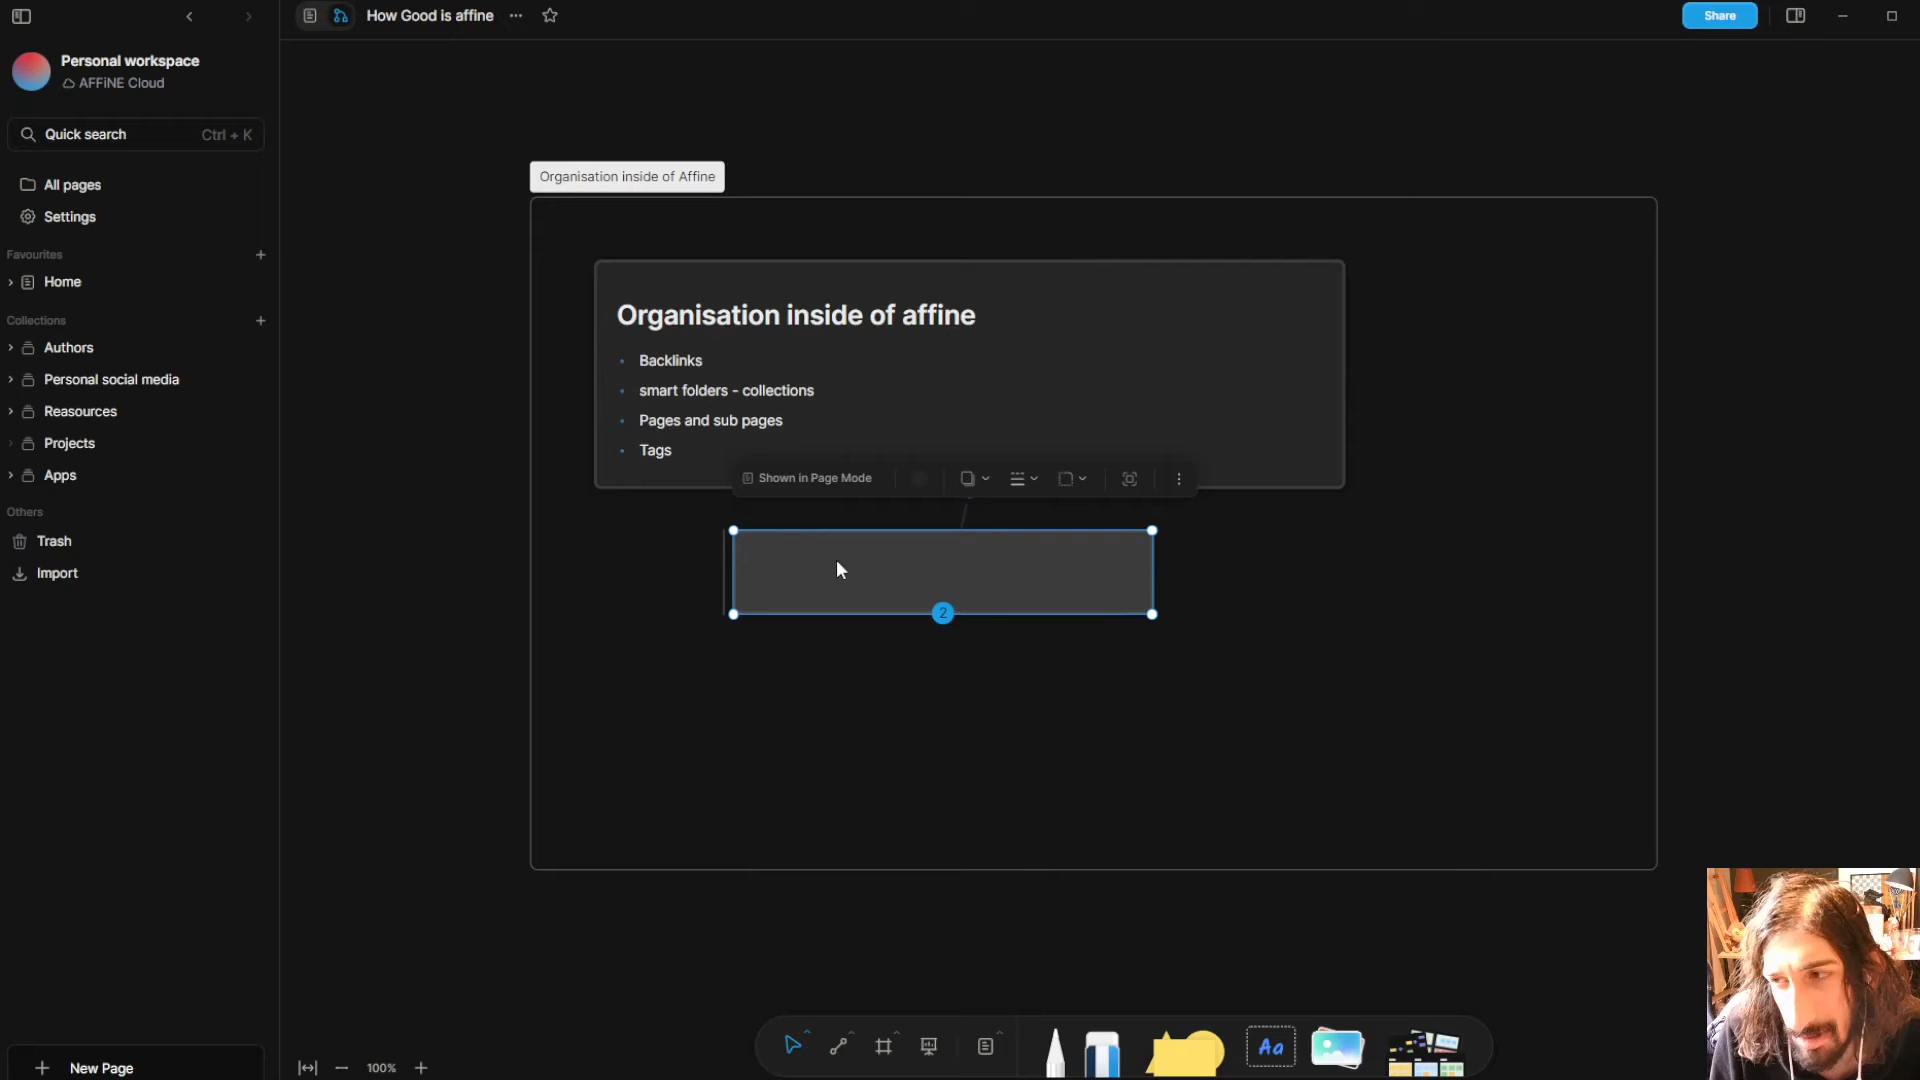 How Good is affine
Share
Personal workspace
AFFiNE Cloud
Quick search Ctrl + K
All pages
Settings
Favourites
Home
Collections
Authors
Personal social media
Reasources
Projects
Apps
Others
Trash
Import
New Page
Organisation inside of Affine
Organisation inside of affine
Backlinks
smart folders - collections
Pages and sub pages
Tags
Shown in Page Mode
2
100%
Aa